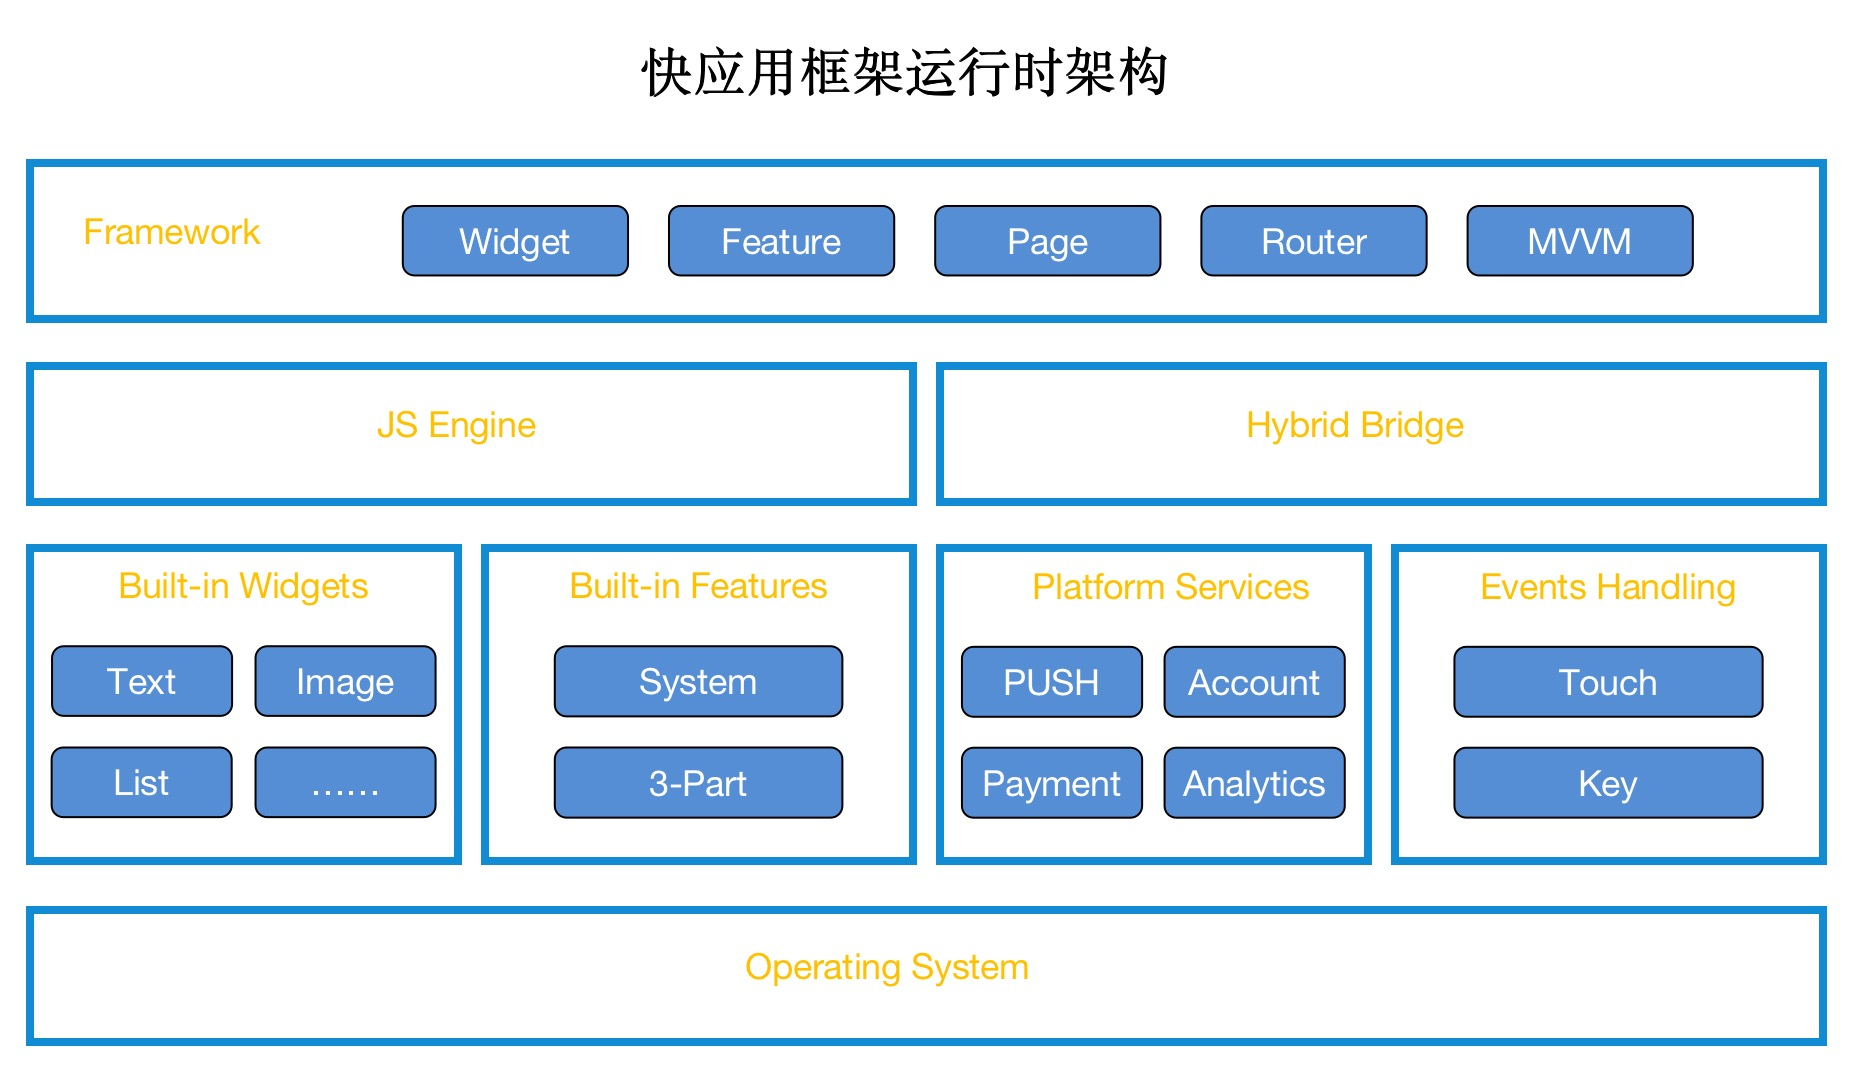 快应用框架运行时架构
Framework
Widget
Feature
Page
Router
MVVM
JS Engine
Hybrid Bridge
Built-in Widgets
Text
Image
List
......
Built-in Features
System
3-Part
Platform Services
PUSH
Account
Payment
Analytics
Events Handling
Touch
Key
Operating System